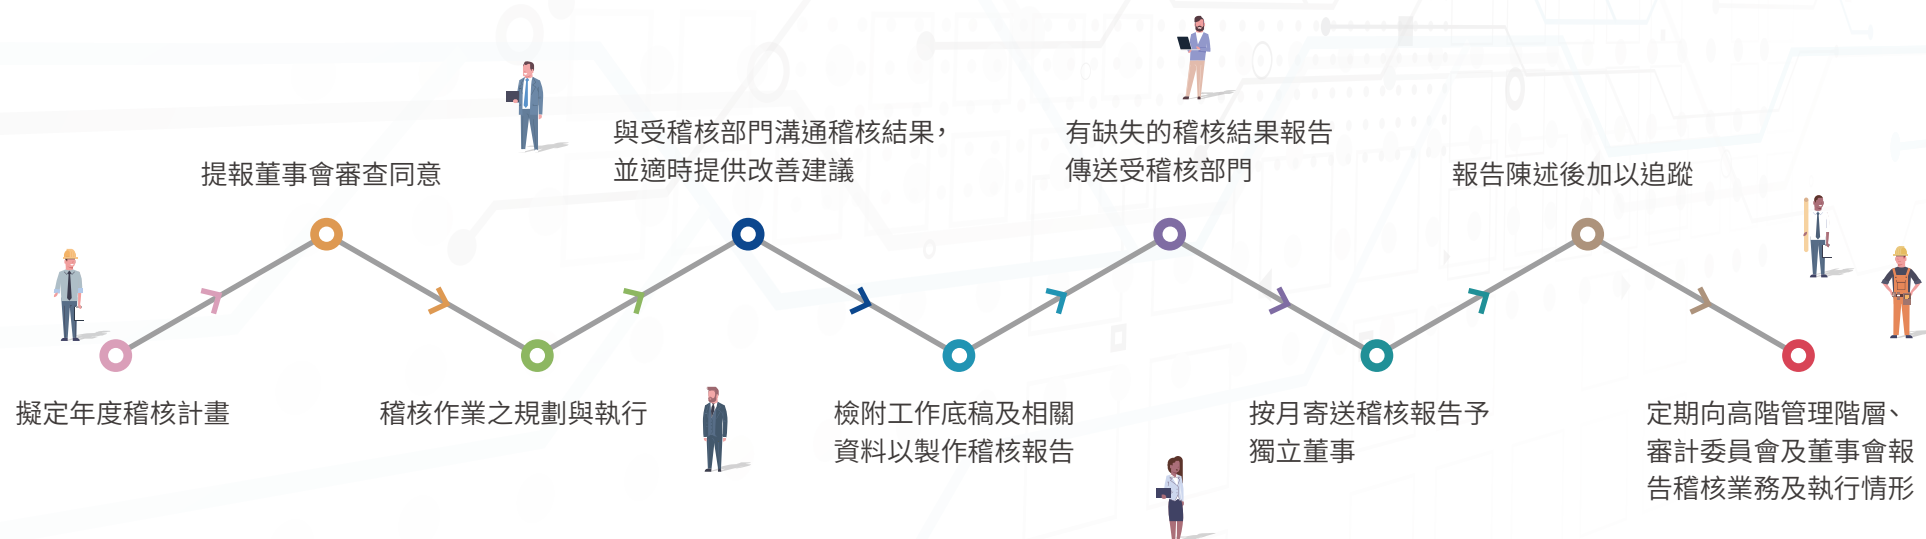 擬定年度稽核計畫
提報董事會審查同意
稽核作業之規劃與執行
與受稽核部門溝通稽核結果，
並適時提供改善建議
檢附工作底稿及相關
資料以製作稽核報告
有缺失的稽核結果報告
傳送受稽核部門
按月寄送稽核報告予
獨立董事
報告陳述後加以追蹤
定期向高階管理階層、
審計委員會及董事會報
告稽核業務及執行情形